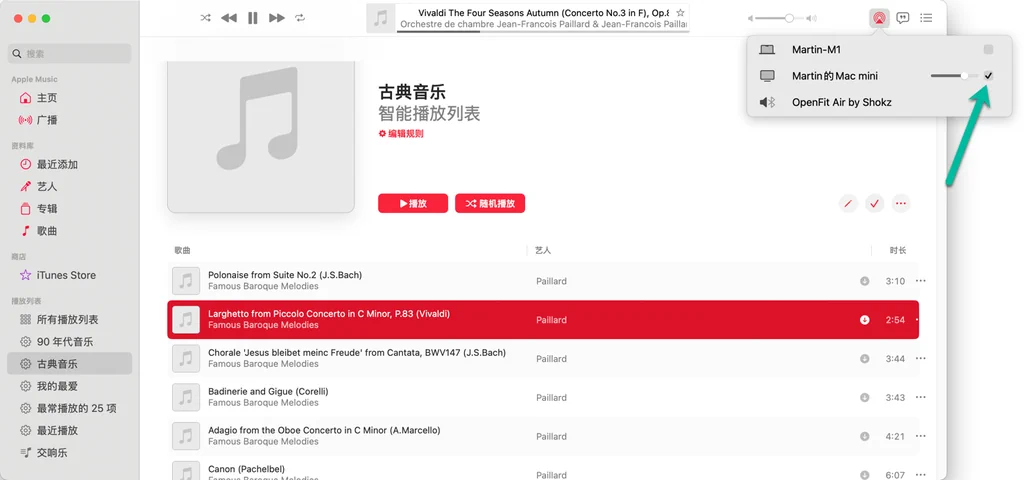 Vivaldi The Four Seasons Autumn (Concerto No.3 in F), Op.8
Orchestre de chambre Jean-Francois Paillard & Jean-Francois Paillard
搜索
Apple Music
主页
广播
资料库
最近添加
艺人
专辑
歌曲
商店
iTunes Store
播放列表
所有播放列表
90 年代音乐
古典音乐
我的最爱
最常播放的 25 项
最近播放
交响乐
Martin-M1
Martin的Mac mini
OpenFit Air by Shokz
古典音乐
智能播放列表
编辑规则
播放
随机播放
歌曲 艺人 时长
Polonaise from Suite No.2 (J.S.Bach)
Famous Baroque Melodies
Paillard
3:10
Larghetto from Piccolo Concerto in C Minor, P.83 (Vivaldi)
Famous Baroque Melodies
Paillard
2:54
Chorale 'Jesus bleibet meinc Freude' from Cantata, BWV147 (J.S.Bach)
Famous Baroque Melodies
Paillard
3:44
Badinerie and Gigue (Corelli)
Famous Baroque Melodies
Paillard
3:43
Adagio from the Oboe Concerto in C Minor (A.Marcello)
Famous Baroque Melodies
Paillard
4:21
Canon (Pachelbel)
Paillard
6:07